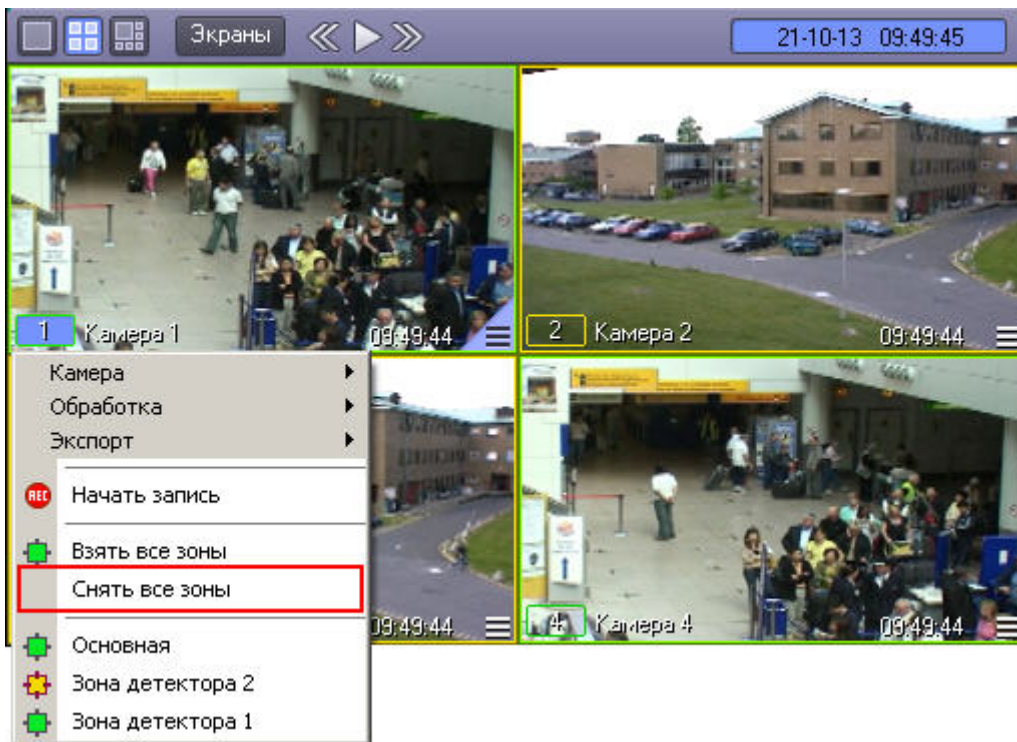 Экраны
21-10-13 09:49:45
1 Камера 1 09:49:44
2 Камера 2 09:49:44
Камера
Обработка
Экспорт
REC Начать запись
Взять все зоны
Снять все зоны
Основная
Зона детектора 2
Зона детектора 1
09:49:44
4 Камера 4 09:49:44